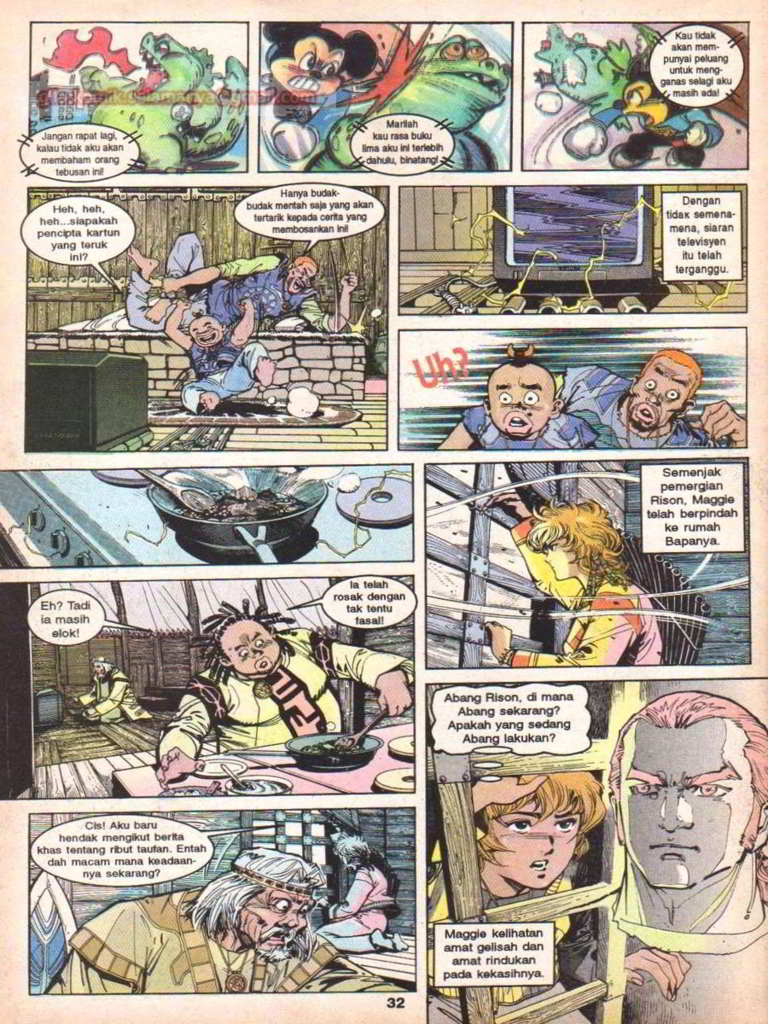 Jangan rapat lagi,
kalau tidak aku akan
membaham orang
tebusan ini!
Marilah
kau rasa buku
lima aku ini terlebih
dahulu, binatang!
Kau tidak
akan mem-
punyai peluang
untuk meng-
ganas selagi aku
masih ada!
Heh, heh,
heh...siapakah
pencipta kartun
yang teruk
ini?
Hanya budak-
budak mentah saja yang akan
tertarik kepada cerita yang
membosankan ini!
Dengan
tidak semena-
mena, siaran
televisyen
itu telah
terganggu.
Uh?
Semenjak
pemergian
Rison, Maggie
telah berpindah
ke rumah
Bapanya.
Eh? Tadi
ia masih
elok!
Ia telah
rosak dengan
tak tentu
fasal!
Abang Rison, di mana
Abang sekarang?
Apakah yang sedang
Abang lakukan?
Cis! Aku baru
hendak mengikut berita
khas tentang ribut taufan. Entah
dah macam mana keadaan-
nya sekarang?
Maggie kelihatan
amat gelisah dan
amat rindukan
pada kekasihnya.
32